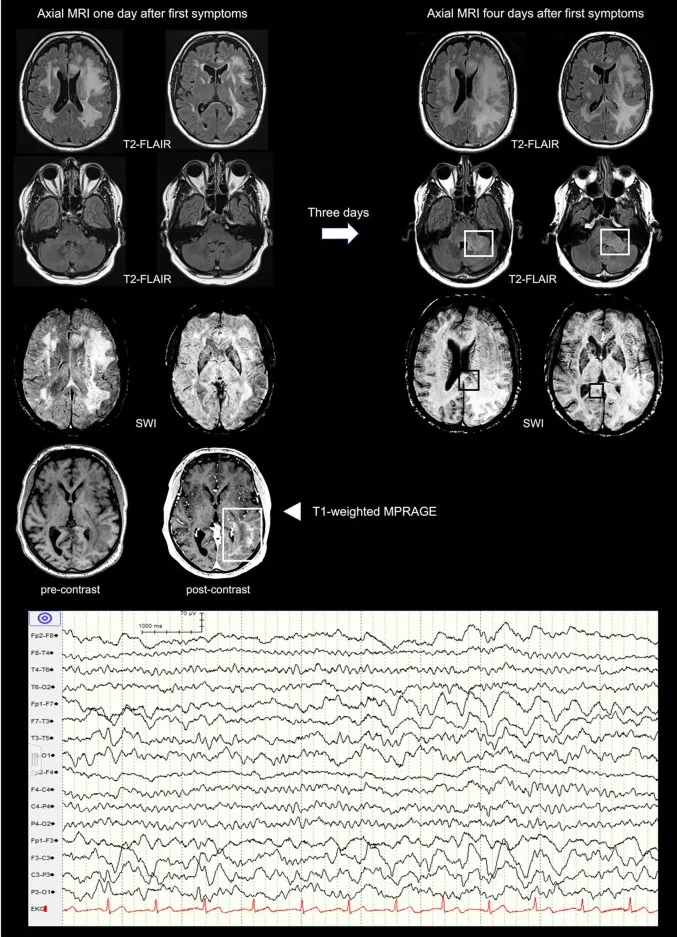 Axial MRI one day after first symptoms
Axial MRI four days after first symptoms
T2-FLAIR
T2-FLAIR
Three days
T2-FLAIR
T2-FLAIR
SWI
SWI
T1-weighted MPRAGE
pre-contrast
post-contrast
70 µV
1000 ms
Fp2-F8
F8-T4
T4-T6
T6-O2
Fp1-F7
F7-T3
T3-T5
O1
F4
F4-C4
C4-P4
P4-O2
Fp1-F3
F3-C3
C3-P3
P3-O1
EKG